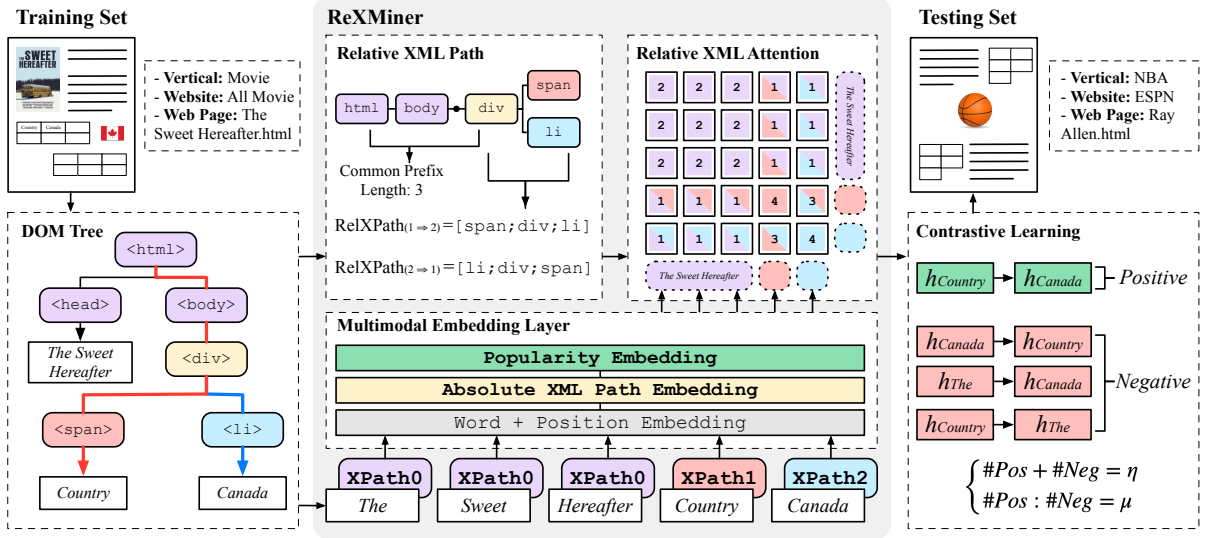 Training Set
THE SWEET HEREAFTER
Country Canada
- Vertical: Movie
- Website: All Movie
- Web Page: The
Sweet Hereafter.html
DOM Tree
<html>
<head>
<body>
The Sweet
Hereafter
<div>
<span>
<li>
Country
Canada
ReXMiner
Relative XML Path
html
body
div
span
li
Common Prefix
Length: 3
RelXPath(1 ⇒ 2)=[span;div;li]
RelXPath(2 ⇒ 1)=[li;div;span]
Relative XML Attention
2 2 2 1 1
2 2 2 1 1
2 2 2 1 1
1 1 1 4 3
1 1 1 3 4
The Sweet Hereafter
The Sweet Hereafter
Multimodal Embedding Layer
Popularity Embedding
Absolute XML Path Embedding
Word + Position Embedding
XPath0 XPath0 XPath0 XPath1 XPath2
The Sweet Hereafter Country Canada
Testing Set
- Vertical: NBA
- Website: ESPN
- Web Page: Ray
Allen.html
Contrastive Learning
hCountry hCanada Positive
hCanada hCountry
hThe hCanada Negative
hCountry hThe
#Pos + #Neg = η
#Pos : #Neg = μ